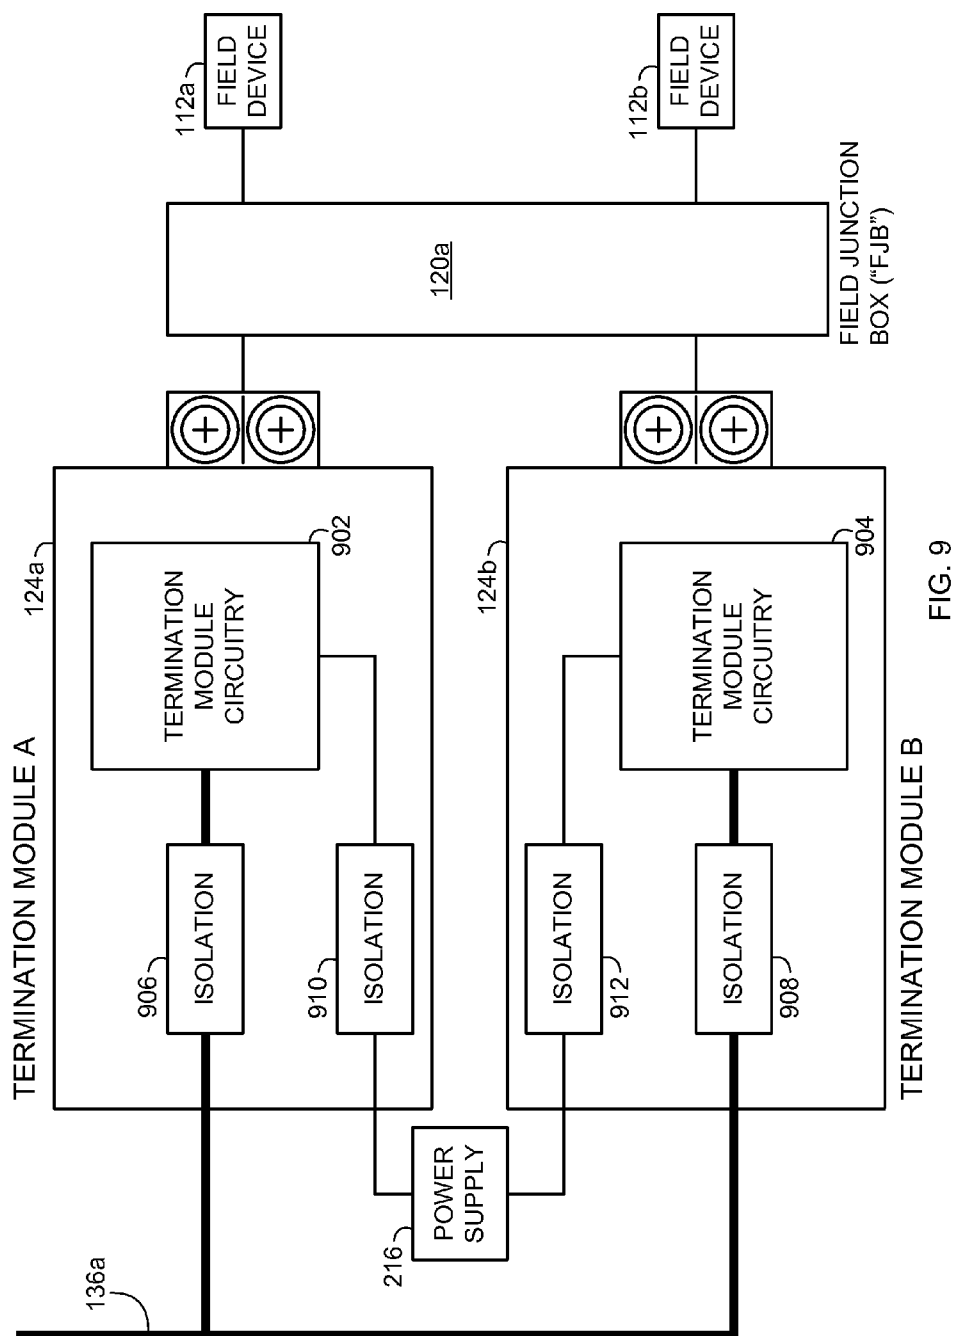 TERMINATION MODULE A
124a
136a
906
ISOLATION
TERMINATION
MODULE
CIRCUITRY
902
910
ISOLATION
112a
FIELD
DEVICE
216
POWER
SUPPLY
120a
124b
912
ISOLATION
TERMINATION
MODULE
CIRCUITRY
904
908
ISOLATION
112b
FIELD
DEVICE
FIELD JUNCTION
BOX ("FJB")
TERMINATION MODULE B
FIG. 9